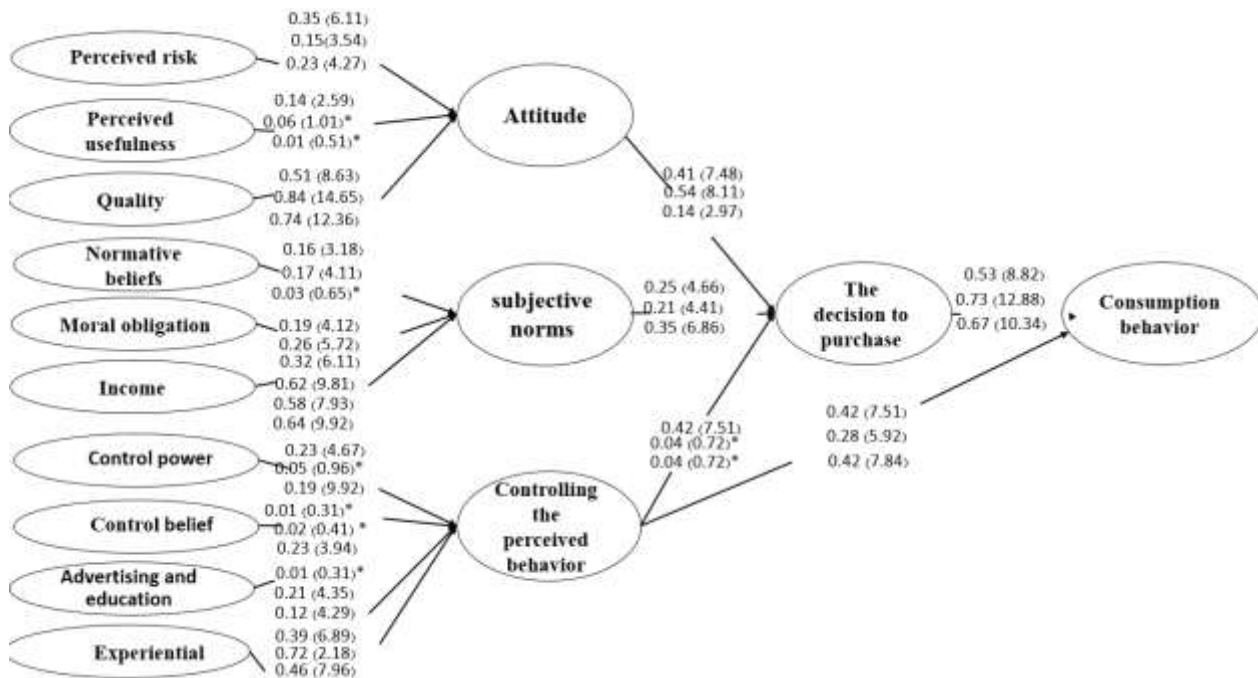 0.35 (6.11)
0.15(3.54)
0.23 (4.27)
Perceived risk
0.14 (2.59)
0.06 (1.01)*
0.01 (0.51)*
Perceived
usefulness
0.51 (8.63)
0.84 (14.65)
0.74 (12.36)
Quality
0.16 (3.18)
0.17 (4.11)
0.03 (0.65)*
Normative
beliefs
0.19 (4.12)
0.26 (5.72)
0.32 (6.11)
Moral obligation
0.62 (9.81)
0.58 (7.93)
0.64 (9.92)
Income
0.23 (4.67)
0.05 (0.96)*
0.19 (9.92)
Control power
0.01 (0.31)*
0.02 (0.41) *
0.23 (3.94)
Control belief
0.01 (0.31)*
0.21 (4.35)
0.12 (4.29)
Advertising and
education
0.39 (6.89)
0.72 (2.18)
0.46 (7.96)
Experiential
Attitude
subjective
norms
Controlling
the
perceived
behavior
0.41 (7.48)
0.54 (8.11)
0.14 (2.97)
0.25 (4.66)
0.21 (4.41)
0.35 (6.86)
0.42 (7.51)
0.04 (0.72)*
0.04 (0.72)*
The
decision to
purchase
0.53 (8.82)
0.73 (12.88)
0.67 (10.34)
0.42 (7.51)
0.28 (5.92)
0.42 (7.84)
Consumption
behavior